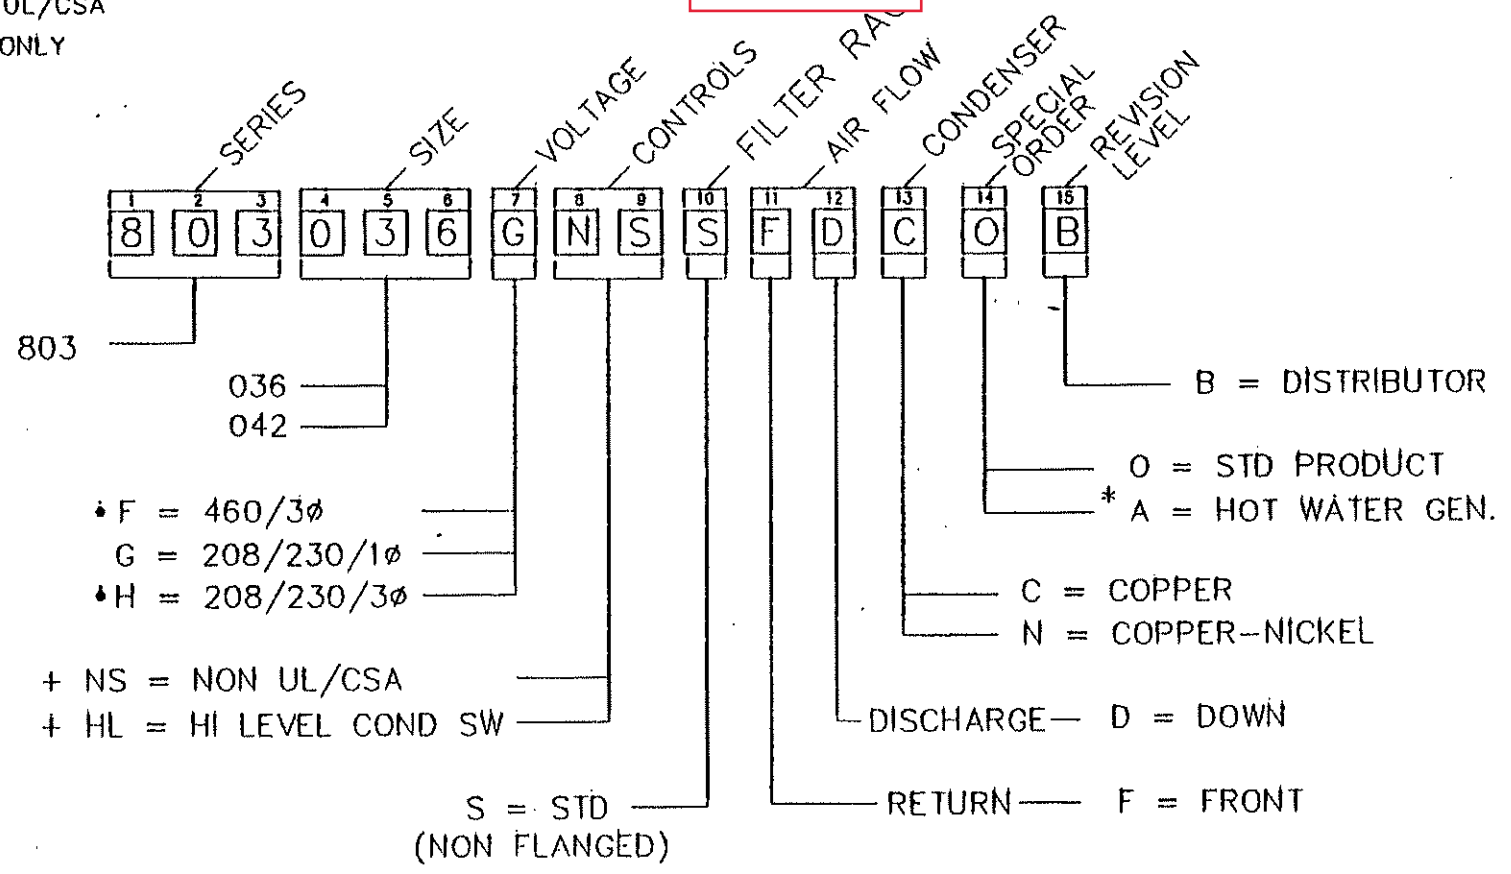 UL/CSA
ONLY
SERIES
SIZE
VOLTAGE
CONTROLS
FILTER
AIR FLOW
CONDENSER
SPECIAL
ORDER
REVISION
LEVEL
1 2 3 4 5 6 7 8 9 10 11 12 13 14 15
8 0 3 0 3 6 G N S S F D C O B
803
036
042
B = DISTRIBUTOR
O = STD PRODUCT
* A = HOT WATER GEN.
• F = 460/3ø
G = 208/230/1ø
• H = 208/230/3ø
C = COPPER
N = COPPER-NICKEL
+ NS = NON UL/CSA
+ HL = HI LEVEL COND SW
DISCHARGE — D = DOWN
RETURN — F = FRONT
S = STD
(NON FLANGED)